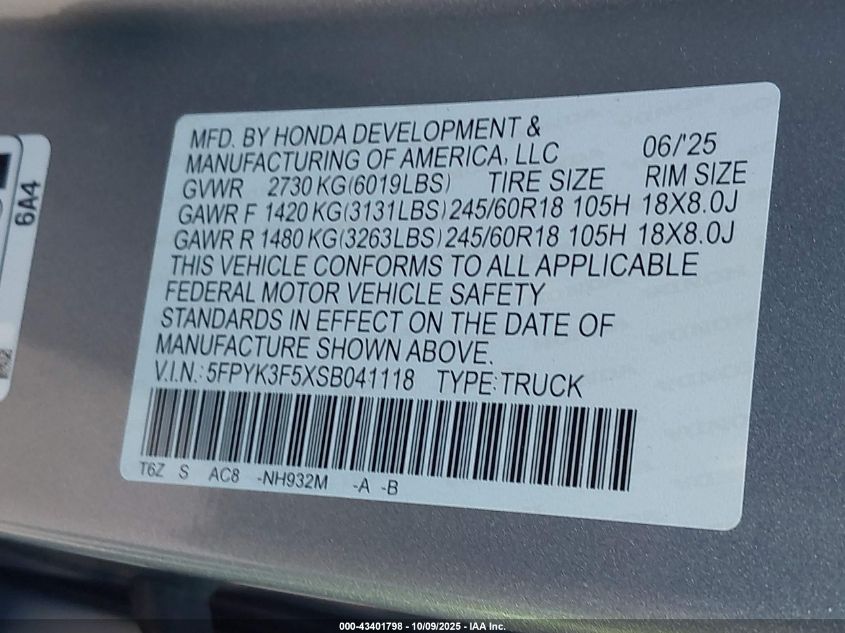 MFD. BY HONDA DEVELOPMENT &
MANUFACTURING OF AMERICA, LLC 06/'25
GVWR 2730 KG(6019LBS) TIRE SIZE RIM SIZE
GAWR F 1420 KG(3131LBS) 245/60R18 105H 18X8.0J
GAWR R 1480 KG(3263LBS) 245/60R18 105H 18X8.0J
THIS VEHICLE CONFORMS TO ALL APPLICABLE
FEDERAL MOTOR VEHICLE SAFETY
STANDARDS IN EFFECT ON THE DATE OF
MANUFACTURE SHOWN ABOVE.
V.I.N.: 5FPYK3F5XSB041118 TYPE:TRUCK
T6Z S AC8 -NH932M -A -B
6A4
000-43401798 - 10/09/2025 - IAA Inc.